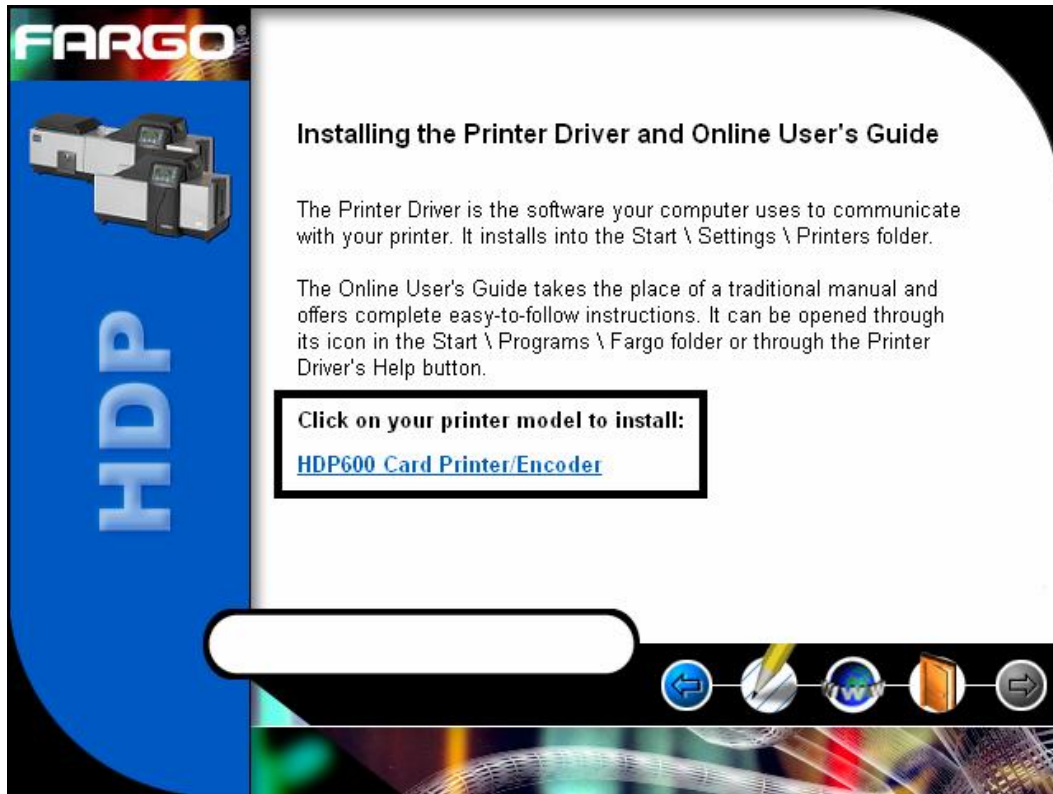 FARGO®
HDP
Installing the Printer Driver and Online User's Guide
The Printer Driver is the software your computer uses to communicate
with your printer. It installs into the Start \ Settings \ Printers folder.
The Online User's Guide takes the place of a traditional manual and
offers complete easy-to-follow instructions. It can be opened through
its icon in the Start \ Programs \ Fargo folder or through the Printer
Driver's Help button.
Click on your printer model to install:
HDP600 Card Printer/Encoder
WWW